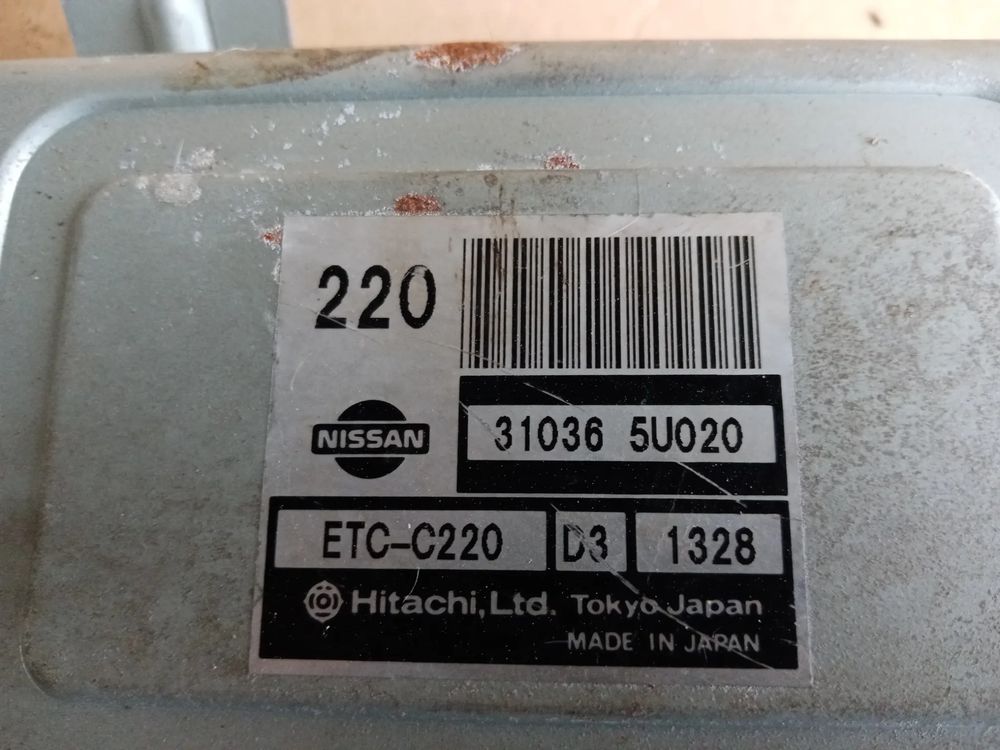 220
NISSAN
31036 5U020
ETC-C220 D3 1328
Hitachi, Ltd. Tokyo Japan
MADE IN JAPAN